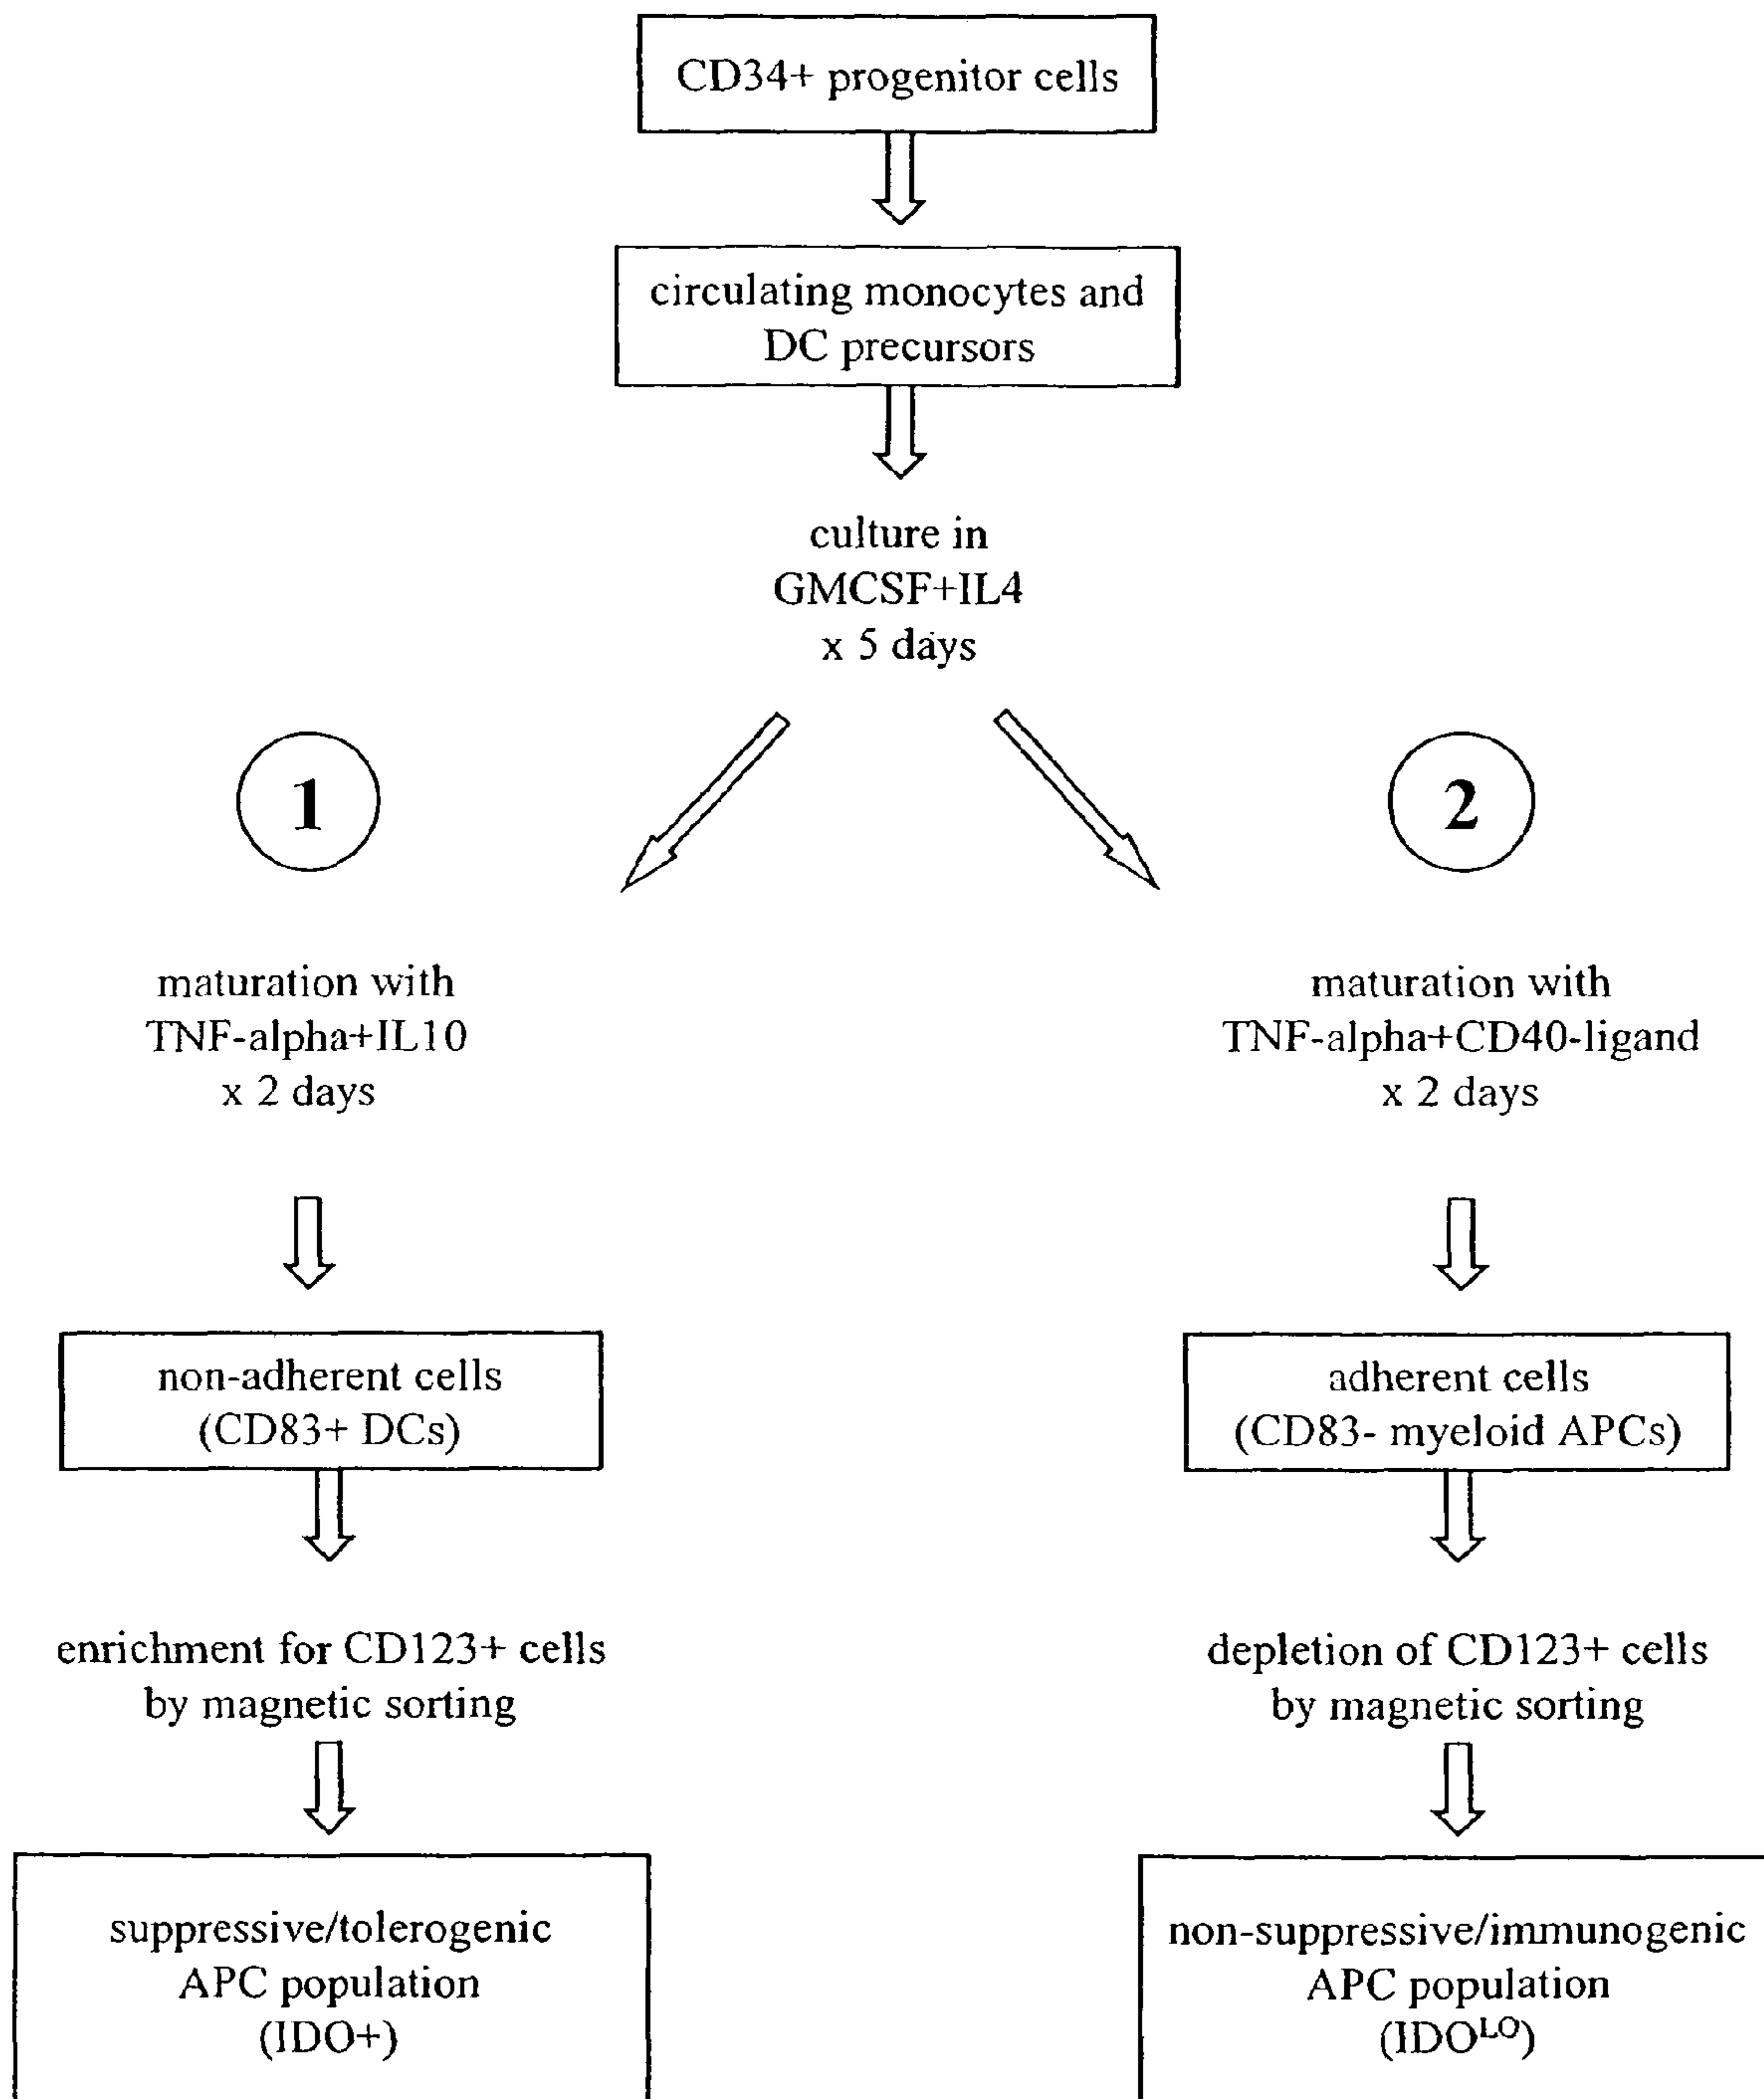 CD34+ progenitor cells
circulating monocytes and
DC precursors
culture in
GMCSF+IL4
x 5 days
1
maturation with
TNF-alpha+IL10
x 2 days
non-adherent cells
(CD83+ DCs)
enrichment for CD123+ cells
by magnetic sorting
suppressive/tolerogenic
APC population
(IDO+)
2
maturation with
TNF-alpha+CD40-ligand
x 2 days
adherent cells
(CD83- myeloid APCs)
depletion of CD123+ cells
by magnetic sorting
non-suppressive/immunogenic
APC population
(IDOᴸᴼ)